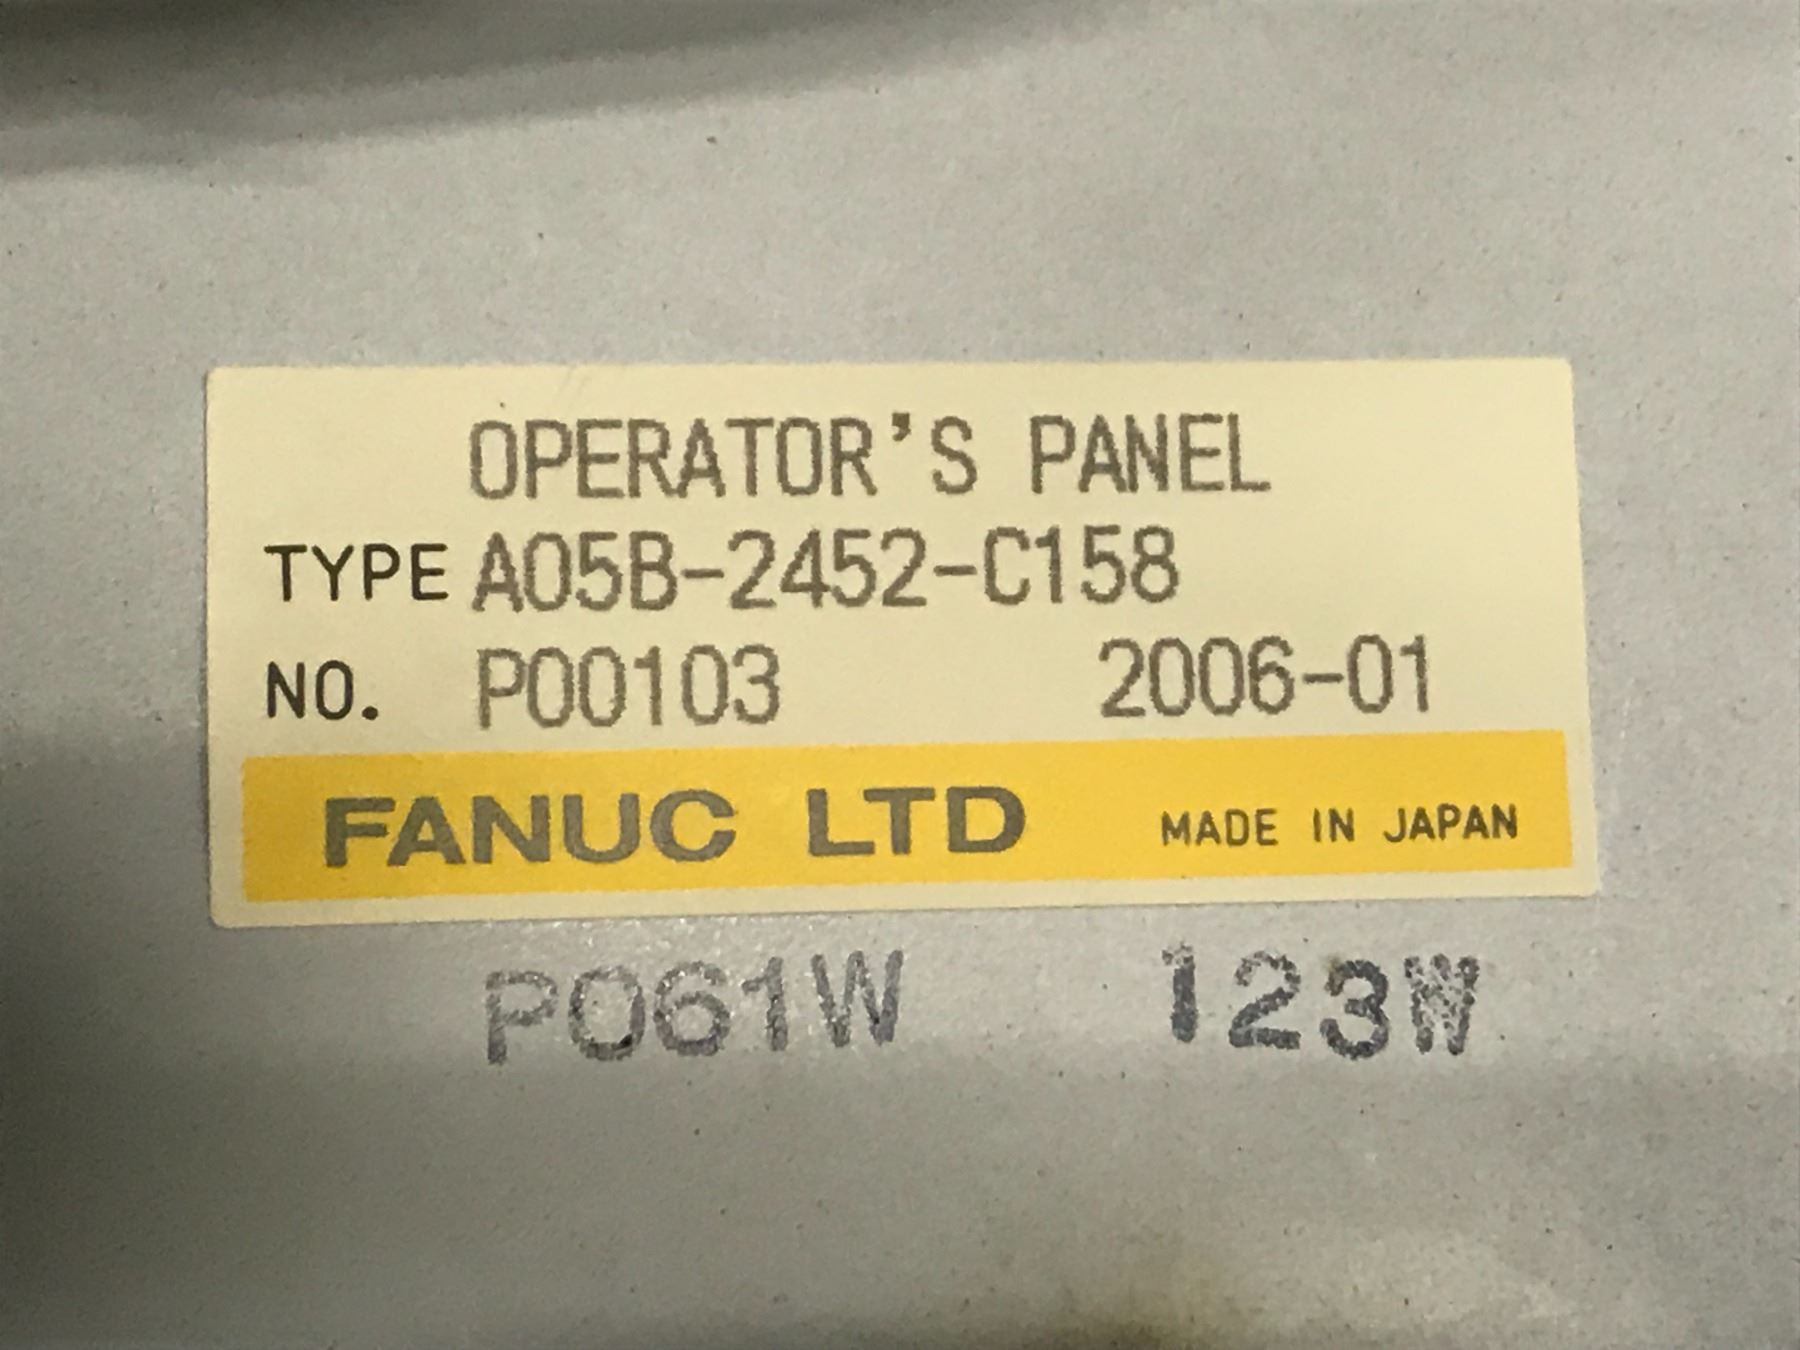 OPERATOR'S PANEL
TYPE A05B-2452-C158
NO. P00103 2006-01
FANUC LTD MADE IN JAPAN
P061W 123W